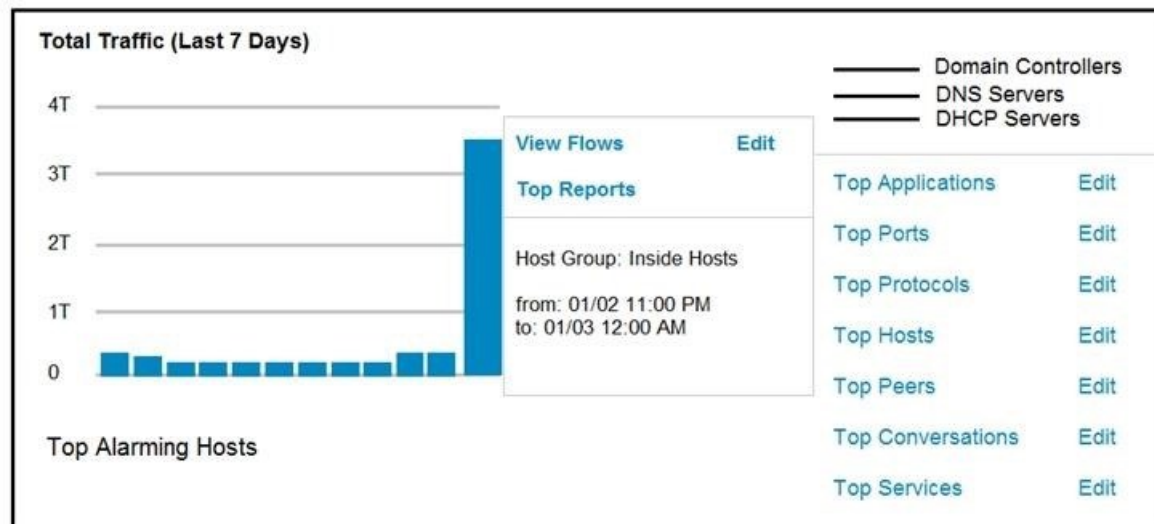 Total Traffic (Last 7 Days)
4T
3T
2T
1T
0
Top Alarming Hosts
View Flows Edit
Top Reports
Host Group: Inside Hosts
from: 01/02 11:00 PM
to: 01/03 12:00 AM
Domain Controllers
DNS Servers
DHCP Servers
Top Applications Edit
Top Ports Edit
Top Protocols Edit
Top Hosts Edit
Top Peers Edit
Top Conversations Edit
Top Services Edit